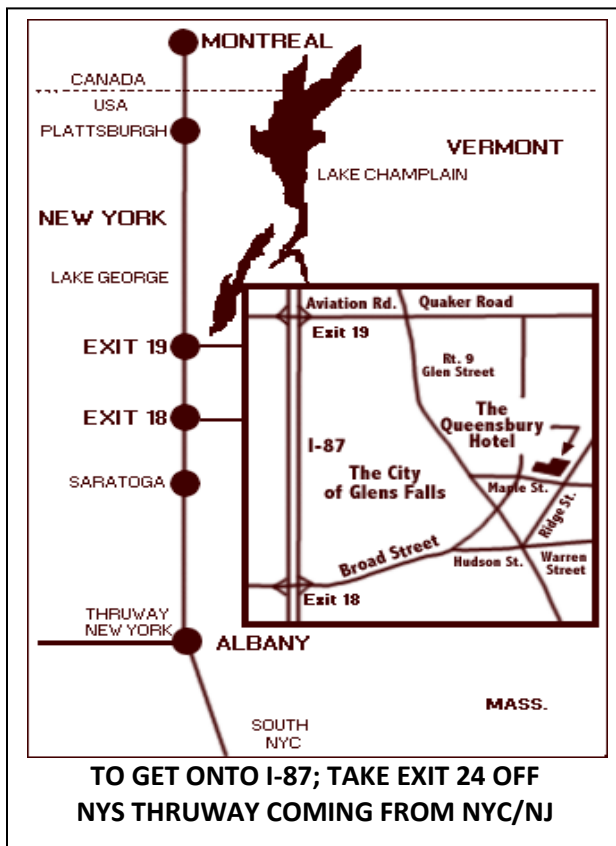 MONTREAL
CANADA
USA
PLATTSBURGH
VERMONT
LAKE CHAMPLAIN
NEW YORK
LAKE GEORGE
EXIT 19
EXIT 18
SARATOGA
THRUWAY
NEW YORK
ALBANY
SOUTH
NYC
MASS.
Aviation Rd.
Quaker Road
Exit 19
Rt. 9
Glen Street
The
Queensbury
Hotel
I-87
The City
of Glens Falls
Maple St.
Ridge St.
Broad Street
Hudson St.
Warren
Street
Exit 18
TO GET ONTO I-87; TAKE EXIT 24 OFF
NYS THRUWAY COMING FROM NYC/NJ